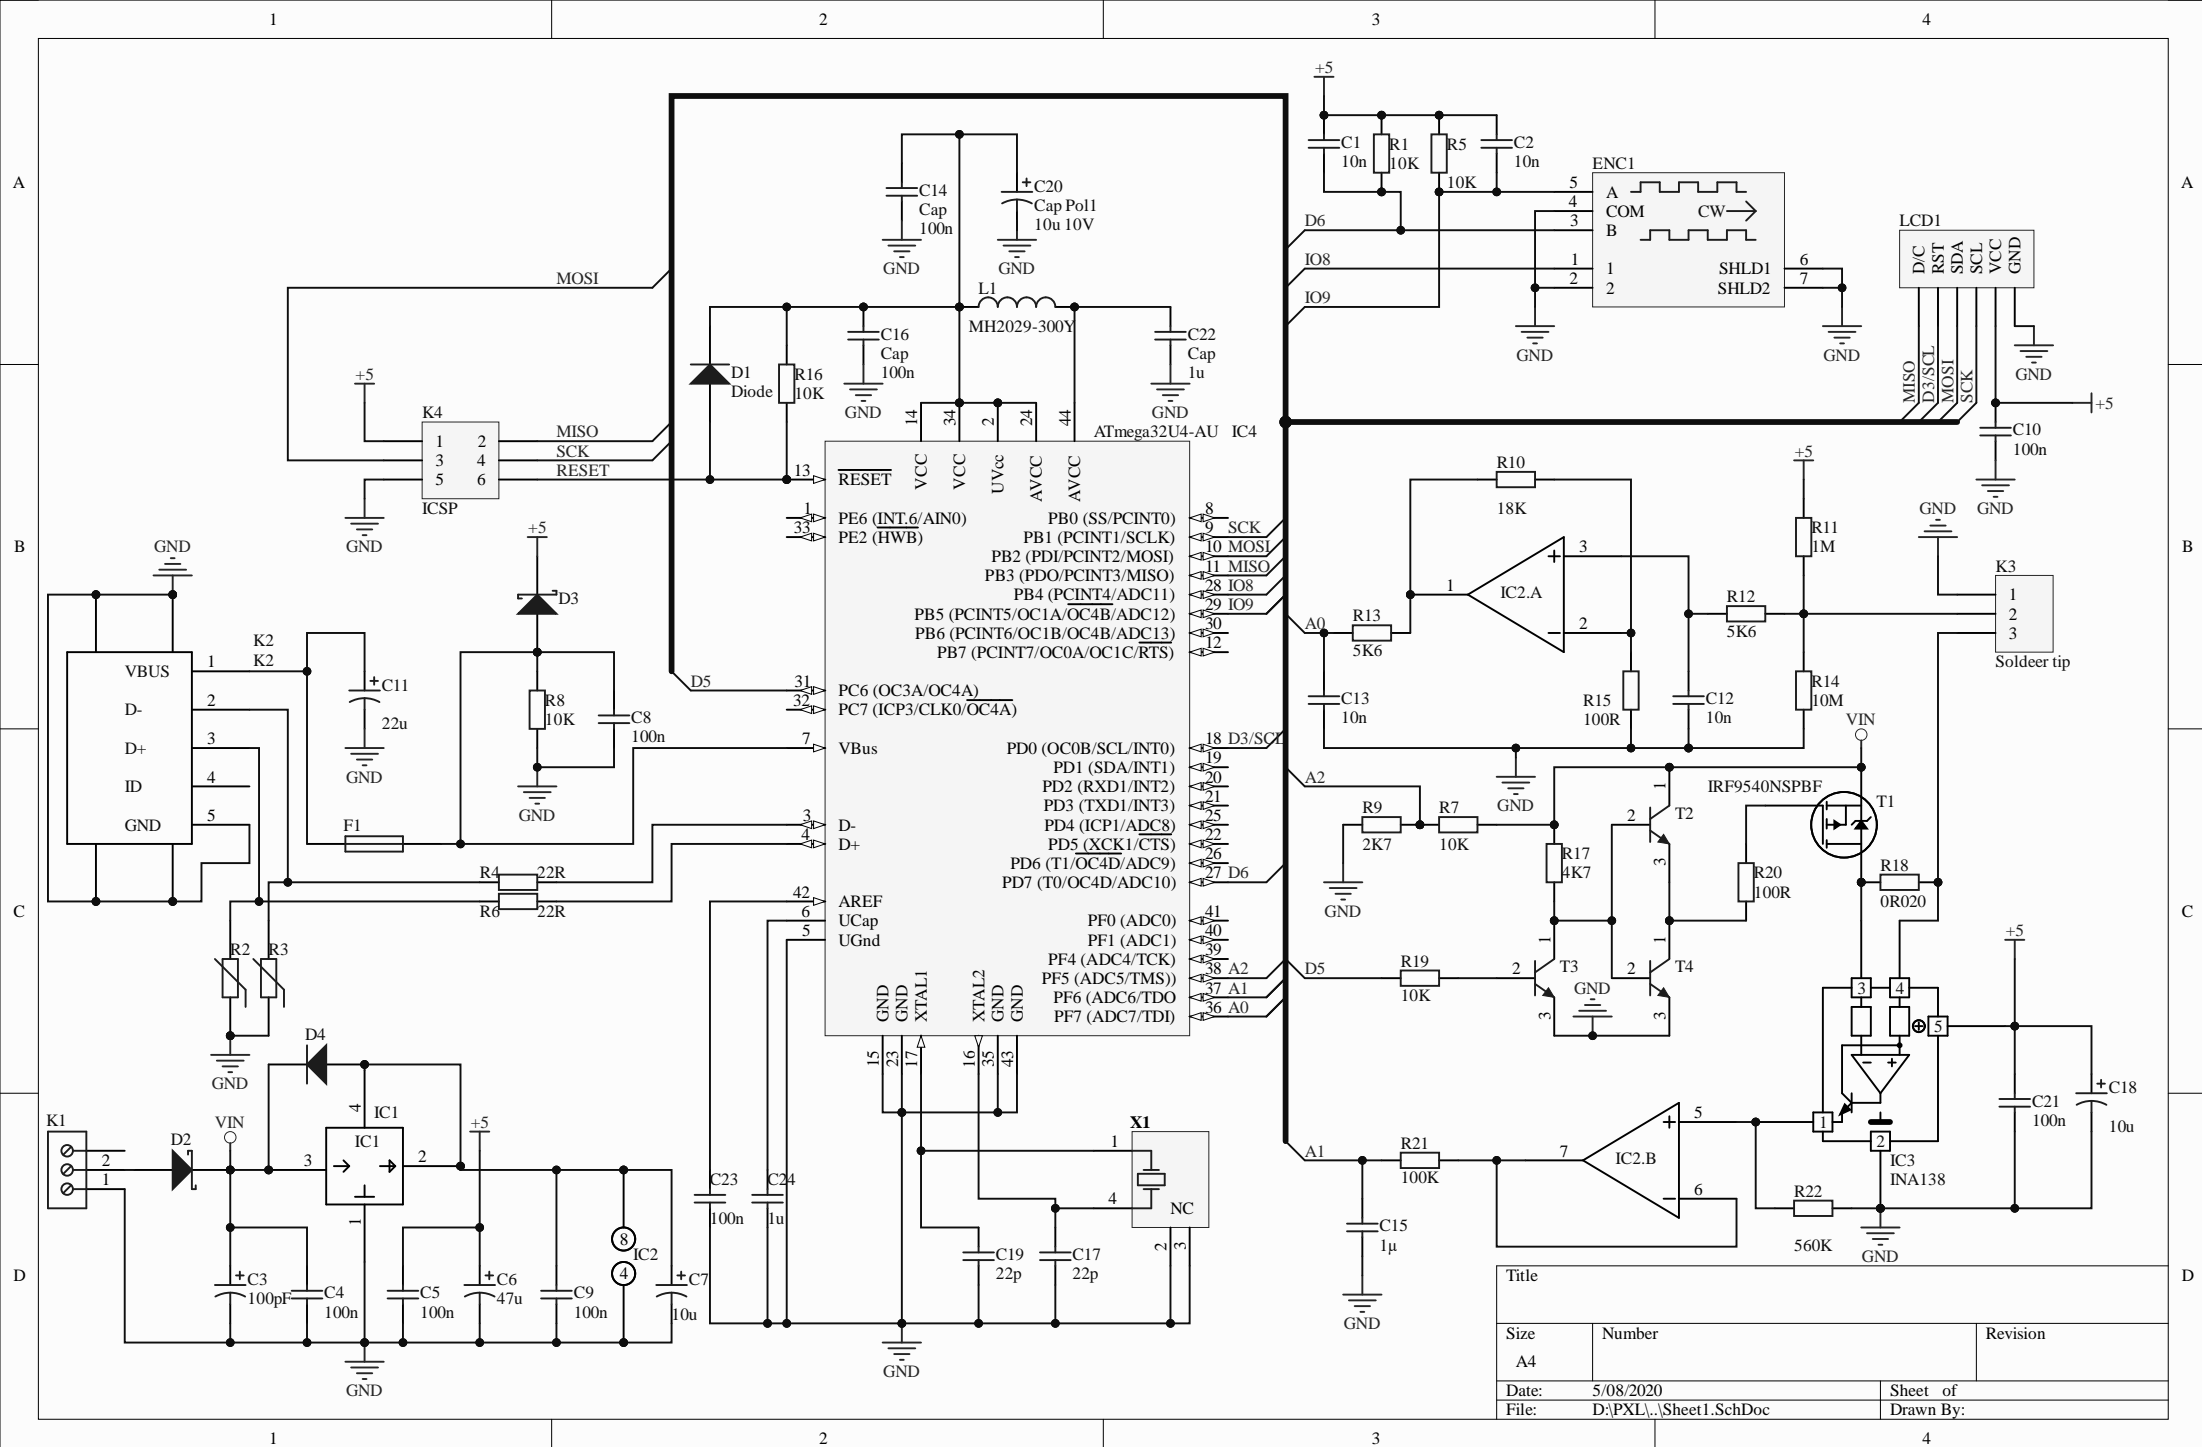 1 2 3 4
A
B
C
D
A
B
C
D
1 2 3 4
+5
C1
10n
R1
10K
R5
10K
C2
10n
ENC1
5 A
4 COM
3 B
CW
1 1
2 2
SHLD1 6
SHLD2 7
GND
GND
D6
IO8
IO9
LCD1
D/C
RST
SDA
SCL
VCC
GND
MISO
D3/SCL
MOSI
SCK
GND
+5
C10
100n
GND
C14
Cap
100n
GND
C20
Cap Pol1
10u 10V
GND
MOSI
L1
MH2029-300Y
C16
Cap
100n
GND
C22
Cap
1u
GND
D1
Diode
R16
10K
+5
K4
1 2
3 4
5 6
ICSP
MISO
SCK
RESET
GND
ATmega32U4-AU IC4
14 VCC
34 VCC
2 UVcc
24 AVCC
44 AVCC
13 RESET
1 PE6 (INT.6/AIN0)
33 PE2 (HWB)
D5
31 PC6 (OC3A/OC4A)
32 PC7 (ICP3/CLK0/OC4A)
7 VBus
3 D-
4 D+
42 AREF
6 UCap
5 UGnd
PB0 (SS/PCINT0) 8
PB1 (PCINT1/SCLK) 9 SCK
PB2 (PDI/PCINT2/MOSI) 10 MOSI
PB3 (PDO/PCINT3/MISO) 11 MISO
PB4 (PCINT4/ADC11) 28 IO8
PB5 (PCINT5/OC1A/OC4B/ADC12) 29 IO9
PB6 (PCINT6/OC1B/OC4B/ADC13) 30
PB7 (PCINT7/OC0A/OC1C/RTS) 12
PD0 (OC0B/SCL/INT0) 18 D3/SCL
PD1 (SDA/INT1) 19
PD2 (RXD1/INT2) 20
PD3 (TXD1/INT3) 21
PD4 (ICP1/ADC8) 25
PD5 (XCK1/CTS) 22
PD6 (T1/OC4D/ADC9) 26
PD7 (T0/OC4D/ADC10) 27 D6
PF0 (ADC0) 41
PF1 (ADC1) 40
PF4 (ADC4/TCK) 39
PF5 (ADC5/TMS)) 38 A2
PF6 (ADC6/TDO 37 A1
PF7 (ADC7/TDI) 36 A0
GND 15
GND 23
XTAL1 17
XTAL2 16
GND 35
GND 43
GND
K2
K2
VBUS 1
D- 2
D+ 3
ID 4
GND 5
C11
22u
GND
+5
D3
R8
10K
C8
100n
GND
F1
R4 22R
R6 22R
R2
R3
GND
D4
K1
2
1
D2
VIN
3
IC1
IC1
4
2
1
+5
C3
100pF
C4
100n
C5
100n
C6
47u
C9
100n
8
4
IC2
C7
10u
GND
C23
100n
C24
1u
X1
1
4
NC
2
3
C19
22p
C17
22p
GND
R10
18K
IC2.A
3
2
1
A0
R13
5K6
C13
10n
R15
100R
C12
10n
R12
5K6
+5
R11
1M
R14
10M
GND
K3
1
2
3
Soldeer tip
GND
A2
R9
2K7
R7
10K
GND
R17
4K7
T2
1
2
3
IRF9540NSPBF
VIN
T1
R20
100R
R18
0R020
D5
R19
10K
T3
1
2
3
T4
1
2
3
GND
3
4
5
1
2
IC3
INA138
+5
C21
100n
C18
10u
A1
R21
100K
IC2.B
5
6
7
R22
560K
C15
1µ
GND
GND
Title
Size
A4
Number
Revision
Date: 5/08/2020 Sheet of
File: D:\PXL\..\Sheet1.SchDoc Drawn By: